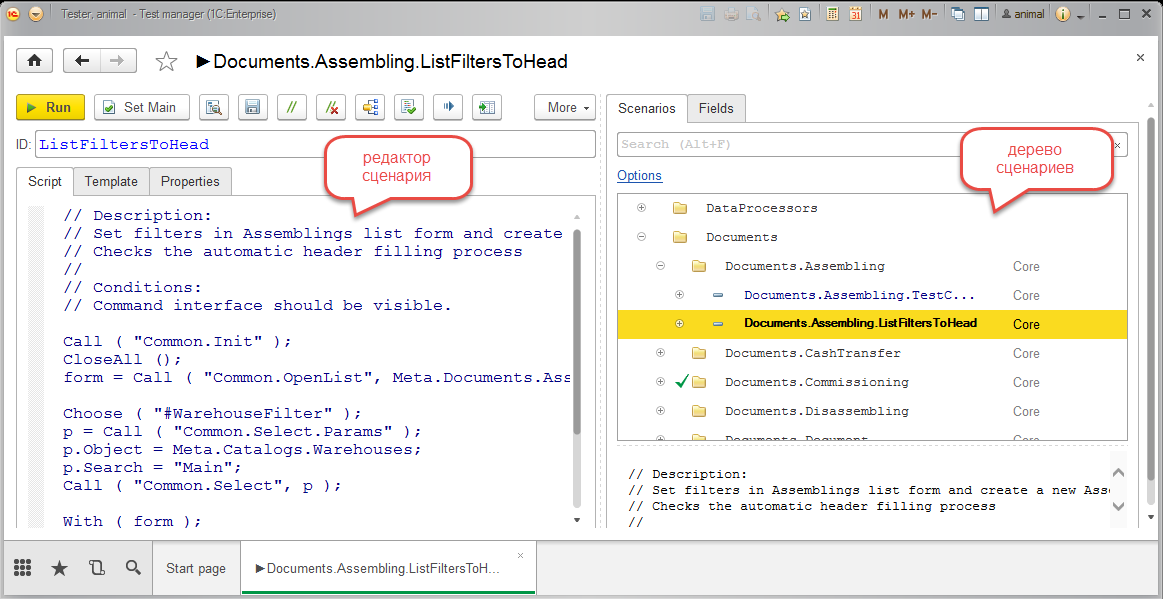 Tester, animal - Test manager (1C:Enterprise)
M M+ M- animal
►Documents.Assembling.ListFiltersToHead
Run Set Main More
ID: ListFiltersToHead
редактор
сценария
Script Template Properties
// Description:
// Set filters in Assemblings list form and create
// Checks the automatic header filling process
//
// Conditions:
// Command interface should be visible.
Call ( "Common.Init" );
CloseAll ();
form = Call ( "Common.OpenList", Meta.Documents.Ass
Choose ( "#WarehouseFilter" );
p = Call ( "Common.Select.Params" );
p.Object = Meta.Catalogs.Warehouses;
p.Search = "Main";
Call ( "Common.Select", p );
With ( form );
Scenarios Fields
Search (Alt+F)
дерево
сценариев
Options
DataProcessors
Documents
Documents.Assembling Core
Documents.Assembling.TestC... Core
Documents.Assembling.ListFiltersToHead Core
Documents.CashTransfer Core
Documents.Commissioning Core
Documents.Disassembling Core
Documents.Document Core
// Description:
// Set filters in Assemblings list form and create a new Ass
// Checks the automatic header filling process
//
Start page
►Documents.Assembling.ListFiltersToH...